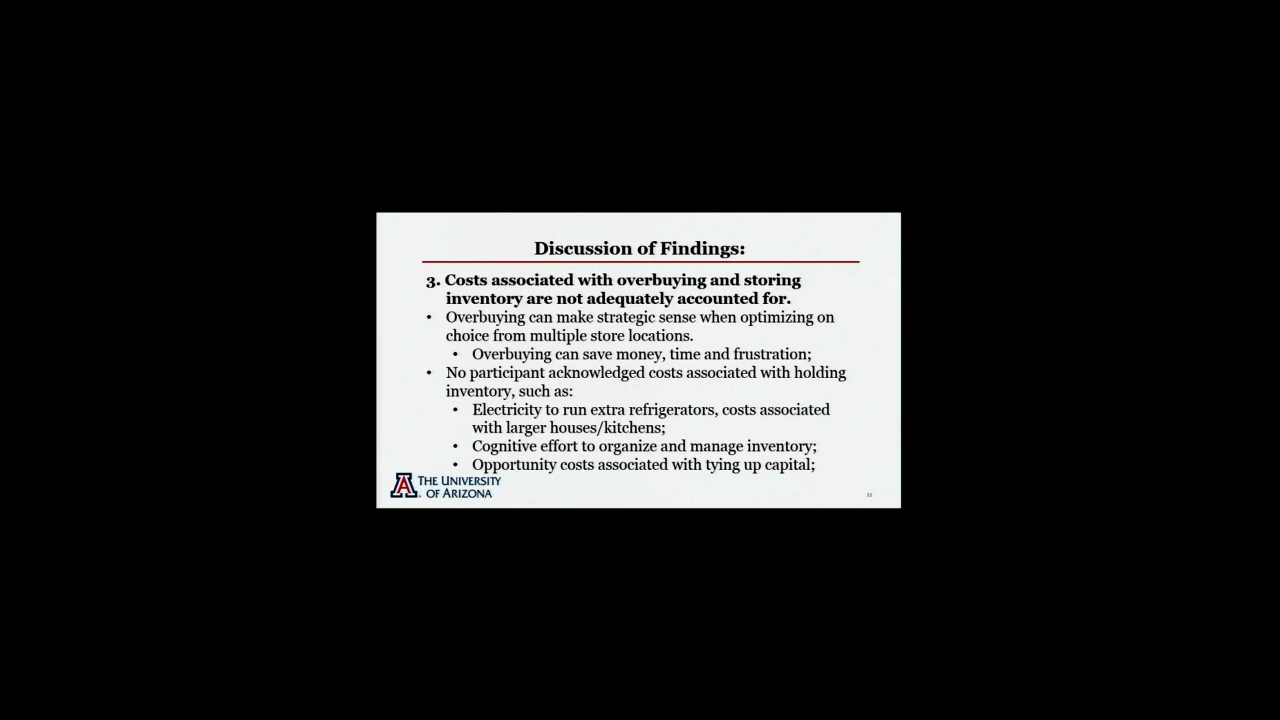 Discussion of Findings:
3. Costs associated with overbuying and storing
inventory are not adequately accounted for.
• Overbuying can make strategic sense when optimizing on
choice from multiple store locations.
• Overbuying can save money, time and frustration;
• No participant acknowledged costs associated with holding
inventory, such as:
• Electricity to run extra refrigerators, costs associated
with larger houses/kitchens;
• Cognitive effort to organize and manage inventory;
• Opportunity costs associated with tying up capital;
A THE UNIVERSITY
OF ARIZONA